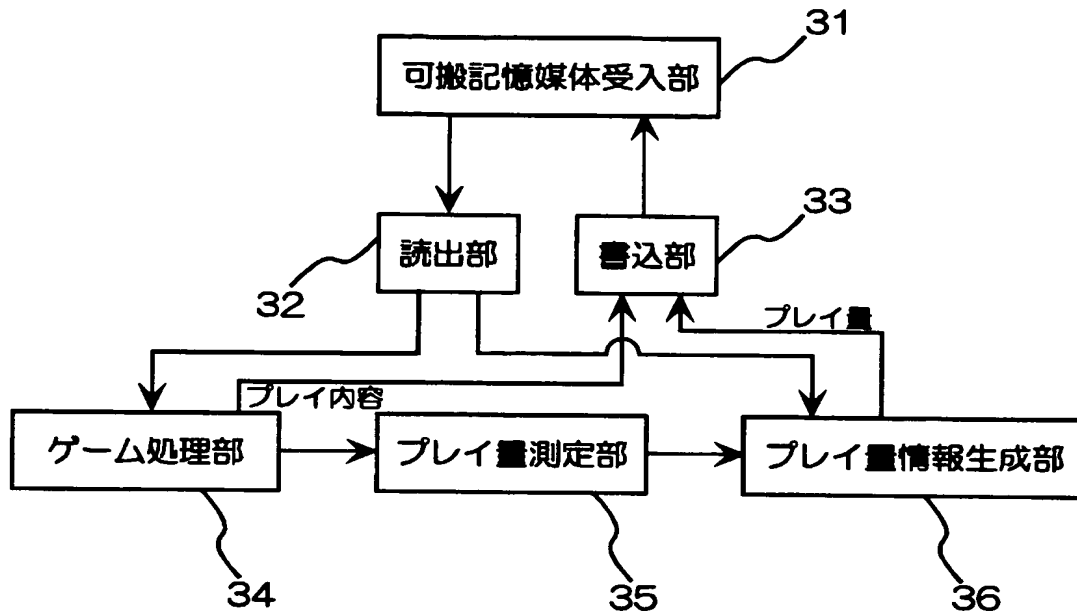 31
可搬記憶媒体受入部
33
読出部
書込部
32
プレイ量
プレイ内容
ゲーム処理部
プレイ量測定部
プレイ量情報生成部
34
35
36